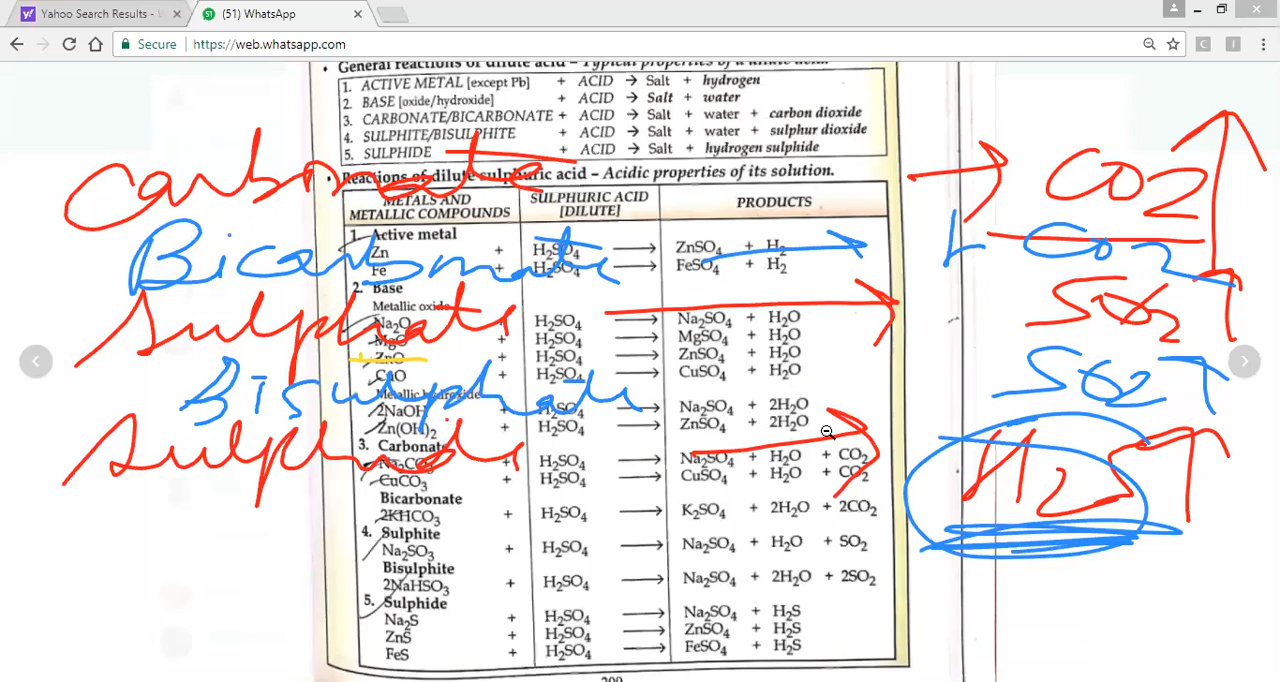 Yahoo Search Results - W
(51) WhatsApp
Secure
https://web.whatsapp.com
General reactions of dilute acid – Typical properties of a dilute acid.
1. ACTIVE METAL [except Pb] + ACID → Salt + hydrogen
2. BASE [oxide/hydroxide] + ACID → Salt + water
3. CARBONATE/BICARBONATE + ACID → Salt + water + carbon dioxide
4. SULPHITE/BISULPHITE + ACID → Salt + water + sulphur dioxide
5. SULPHIDE + ACID → Salt + hydrogen sulphide
Carbonate → CO2 ↑
• Reactions of dilute sulphuric acid – Acidic properties of its solution.
METALS AND METALLIC COMPOUNDS
SULPHURIC ACID [DILUTE]
PRODUCTS
1. Active metal
Bicarbonate CO2
Zn + H2SO4 → ZnSO4 + H2
Fe + H2SO4 → FeSO4 + H2
2. Base
Metallic oxide
Sulphate → SO2 ↑
Na2O + H2SO4 → Na2SO4 + H2O
MgO + H2SO4 → MgSO4 + H2O
ZnO + H2SO4 → ZnSO4 + H2O
CuO + H2SO4 → CuSO4 + H2O
Metallic hydroxide
Bisulphate SO2 ↑
2NaOH + H2SO4 → Na2SO4 + 2H2O
Zn(OH)2 + H2SO4 → ZnSO4 + 2H2O
3. Carbonate
Sulphide → H2 ↑
Na2CO3 + H2SO4 → Na2SO4 + H2O + CO2
CuCO3 + H2SO4 → CuSO4 + H2O + CO2
Bicarbonate
2KHCO3 + H2SO4 → K2SO4 + 2H2O + 2CO2
4. Sulphite
Na2SO3 + H2SO4 → Na2SO4 + H2O + SO2
Bisulphite
2NaHSO3 + H2SO4 → Na2SO4 + 2H2O + 2SO2
5. Sulphide
Na2S + H2SO4 → Na2SO4 + H2S
ZnS + H2SO4 → ZnSO4 + H2S
FeS + H2SO4 → FeSO4 + H2S